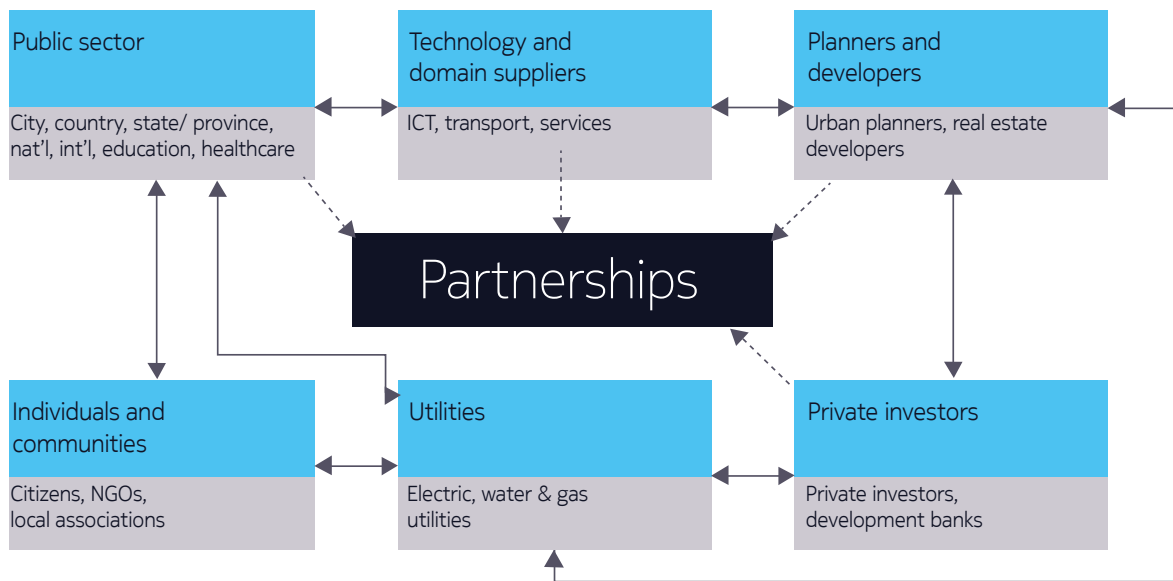 Public sector
City, country, state/ province,
nat'l, int'l, education, healthcare
Technology and
domain suppliers
ICT, transport, services
Planners and
developers
Urban planners, real estate
developers
Partnerships
Individuals and
communities
Citizens, NGOs,
local associations
Utilities
Electric, water & gas
utilities
Private investors
Private investors,
development banks